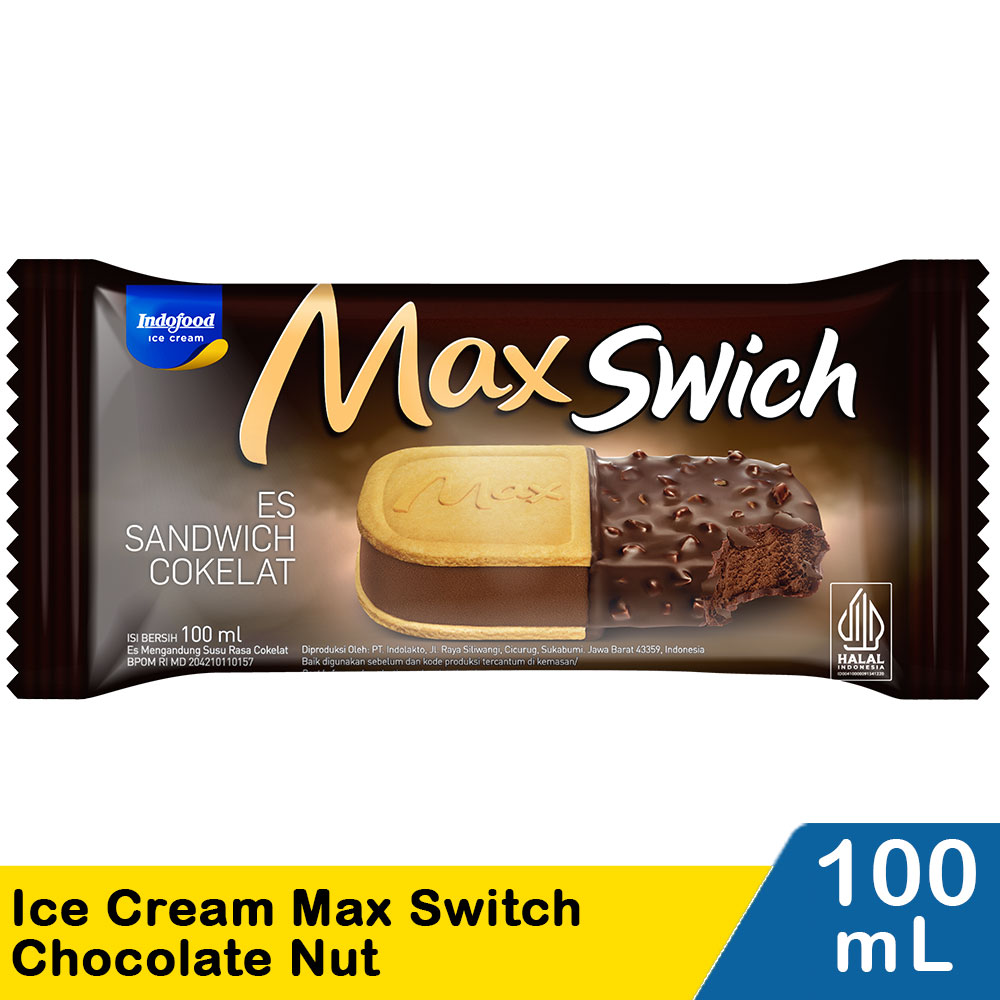 Indofood
ice cream
Max Swich
Max
ES
SANDWICH
COKELAT
ISI BERSIH 100 ml
Es Mengandung Susu Rasa Cokelat
BPOM RI MD 204210110157
Diproduksi Oleh: PT. Indolakto, Jl. Raya Siliwangi, Cicurug, Sukabumi. Jawa Barat 43359, Indonesia
Baik digunakan sebelum dan kode produksi tercantum di kemasan/
HALAL
INDONESIA
Ice Cream Max Switch
Chocolate Nut
100
mL